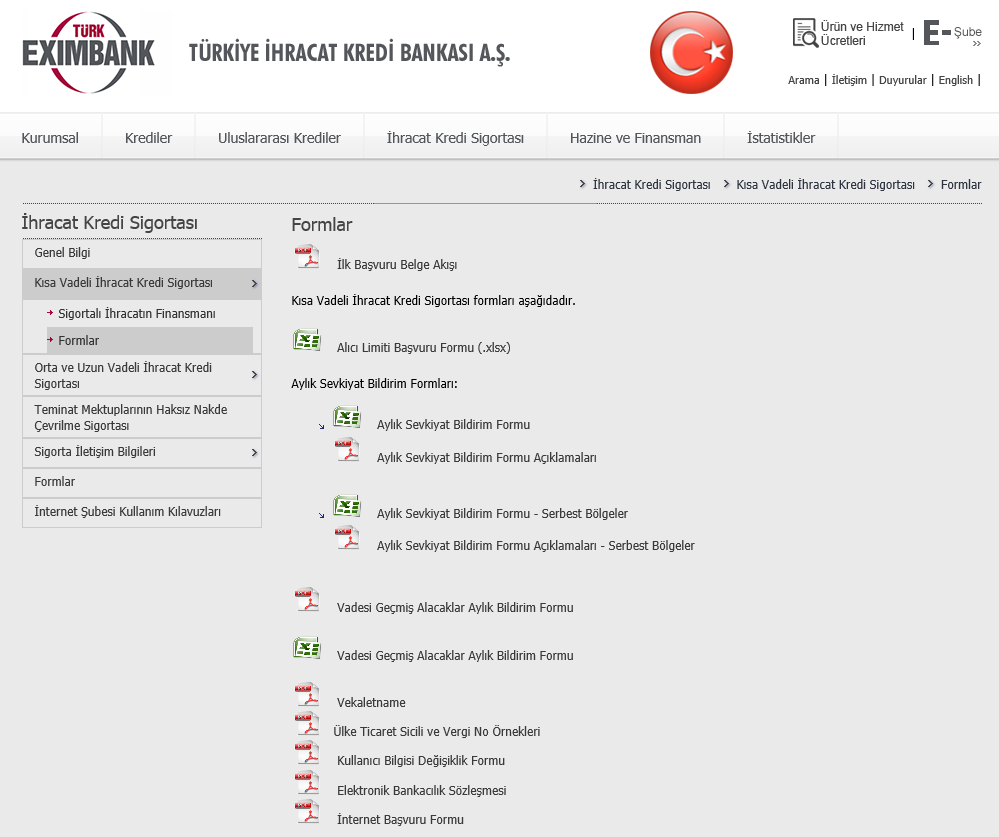 TÜRK
EXIMBANK
TÜRKİYE İHRACAT KREDİ BANKASI A.Ş.
Ürün ve Hizmet
Ücretleri
|
E-Şube
>>
Arama | İletişim | Duyurular | English |
Kurumsal
Krediler
Uluslararası Krediler
İhracat Kredi Sigortası
Hazine ve Finansman
İstatistikler
> İhracat Kredi Sigortası > Kısa Vadeli İhracat Kredi Sigortası > Formlar
İhracat Kredi Sigortası
Genel Bilgi
Kısa Vadeli İhracat Kredi Sigortası
Sigortalı İhracatın Finansmanı
Formlar
Orta ve Uzun Vadeli İhracat Kredi
Sigortası
Teminat Mektuplarının Haksız Nakde
Çevrilme Sigortası
Sigorta İletişim Bilgileri
Formlar
İnternet Şubesi Kullanım Kılavuzları
Formlar
İlk Başvuru Belge Akışı
Kısa Vadeli İhracat Kredi Sigortası formları aşağıdadır.
Alıcı Limiti Başvuru Formu (.xlsx)
Aylık Sevkiyat Bildirim Formları:
Aylık Sevkiyat Bildirim Formu
Aylık Sevkiyat Bildirim Formu Açıklamaları
Aylık Sevkiyat Bildirim Formu - Serbest Bölgeler
Aylık Sevkiyat Bildirim Formu Açıklamaları - Serbest Bölgeler
Vadesi Geçmiş Alacaklar Aylık Bildirim Formu
Vadesi Geçmiş Alacaklar Aylık Bildirim Formu
Vekaletname
Ülke Ticaret Sicili ve Vergi No Örnekleri
Kullanıcı Bilgisi Değişiklik Formu
Elektronik Bankacılık Sözleşmesi
İnternet Başvuru Formu